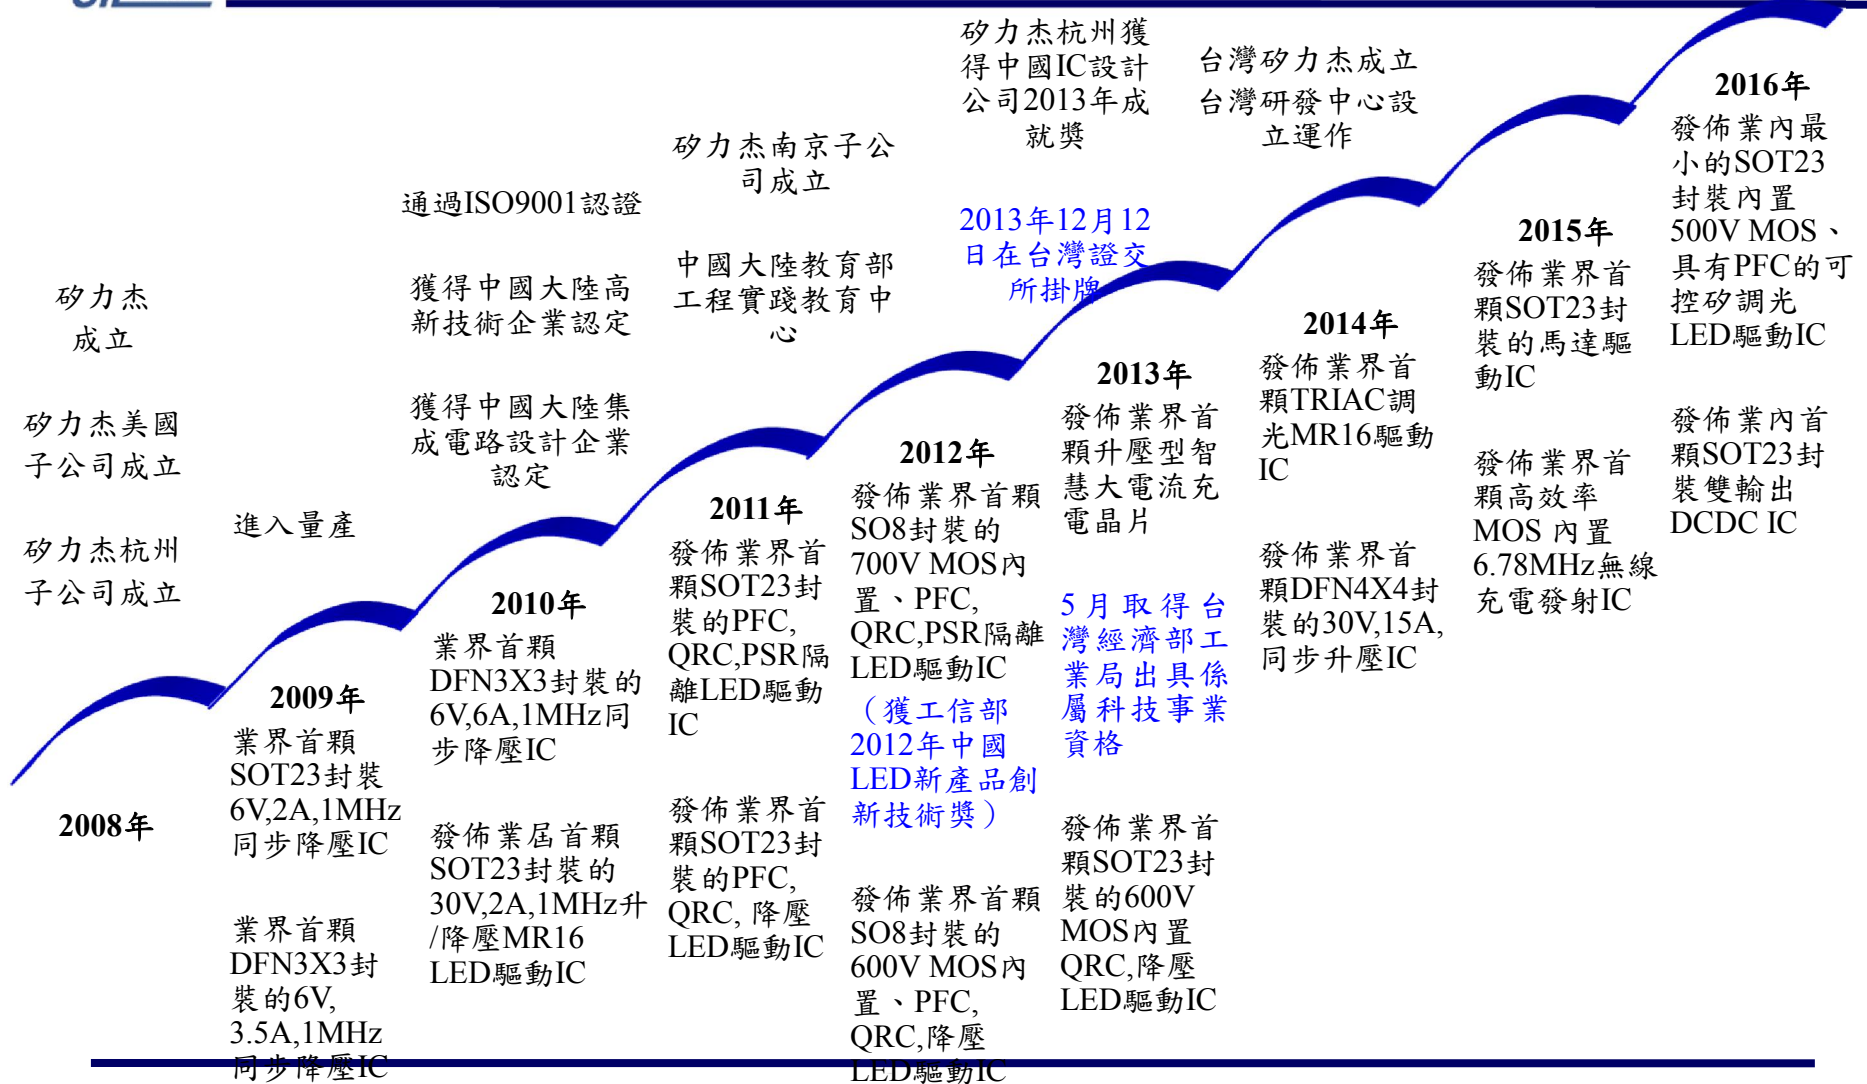 矽力杰
成立
矽力杰美國
子公司成立
矽力杰杭州
子公司成立
2008年
進入量產
2009年
業界首顆
SOT23封裝
6V,2A,1MHz
同步降壓IC
業界首顆
DFN3X3封
裝的6V,
3.5A,1MHz
同步降壓IC
通過ISO9001認證
獲得中國大陸高
新技術企業認定
獲得中國大陸集
成電路設計企業
認定
2010年
業界首顆
DFN3X3封裝的
6V,6A,1MHz同
步降壓IC
發佈業屆首顆
SOT23封裝的
30V,2A,1MHz升
/降壓MR16
LED驅動IC
矽力杰南京子公
司成立
中國大陸教育部
工程實踐教育中
心
2011年
發佈業界首
顆SOT23封
裝的PFC,
QRC,PSR隔
離LED驅動
IC
發佈業界首
顆SOT23封
裝的PFC,
QRC, 降壓
LED驅動IC
2012年
發佈業界首顆
SO8封裝的
700V MOS內
置、PFC,
QRC,PSR隔離
LED驅動IC
（獲工信部
2012年中國
LED新產品創
新技術獎）
發佈業界首顆
SO8封裝的
600V MOS內
置、PFC,
QRC,降壓
LED驅動IC
矽力杰杭州獲
得中國IC設計
公司2013年成
就獎
2013年12月12
日在台灣證交
所掛牌
2013年
發佈業界首
顆升壓型智
慧大電流充
電晶片
5月取得台
灣經濟部工
業局出具係
屬科技事業
資格
發佈業界首
顆SOT23封
裝的600V
MOS內置
QRC,降壓
LED驅動IC
台灣矽力杰成立
台灣研發中心設
立運作
2014年
發佈業界首
顆TRIAC調
光MR16驅動
IC
發佈業界首
顆DFN4X4封
裝的30V,15A,
同步升壓IC
2015年
發佈業界首
顆SOT23封
裝的馬達驅
動IC
發佈業界首
顆高效率
MOS 內置
6.78MHz無線
充電發射IC
2016年
發佈業內最
小的SOT23
封裝內置
500V MOS、
具有PFC的可
控矽調光
LED驅動IC
發佈業內首
顆SOT23封
裝雙輸出
DCDC IC